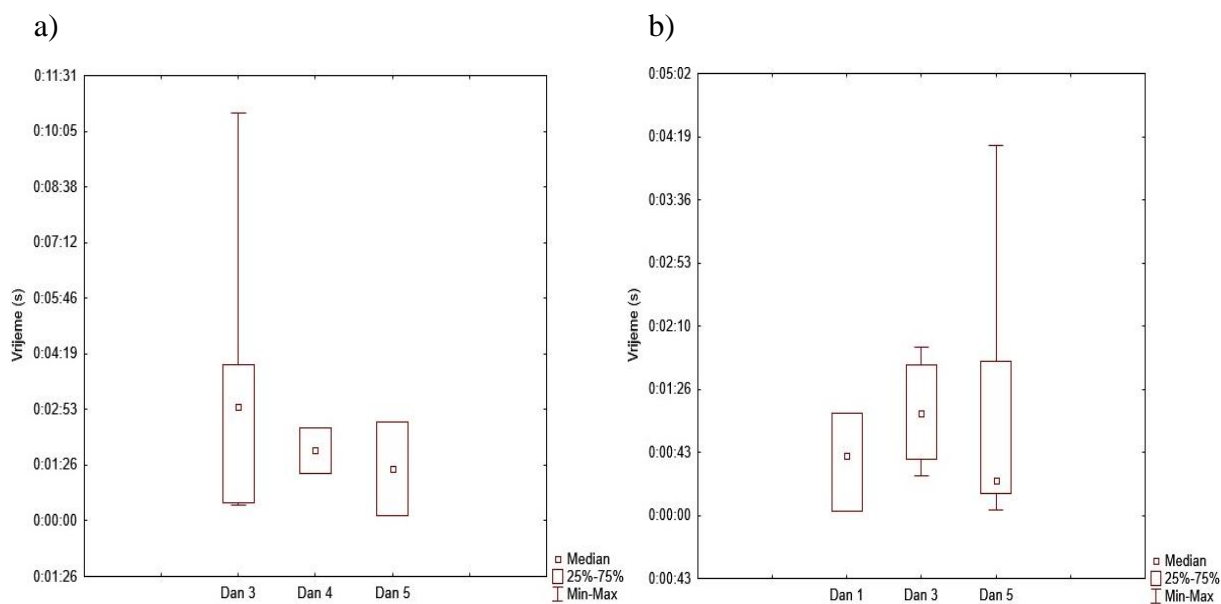 a)
0:11:31
0:10:05
0:08:38
0:07:12
0:05:46
0:04:19
0:02:53
0:01:26
0:00:00
0:01:26
Vrijeme (s)
Dan 3 Dan 4 Dan 5
Median
25%-75%
Min-Max
b)
0:05:02
0:04:19
0:03:36
0:02:53
0:02:10
0:01:26
0:00:43
0:00:00
0:00:43
Vrijeme (s)
Dan 1 Dan 3 Dan 5
Median
25%-75%
Min-Max